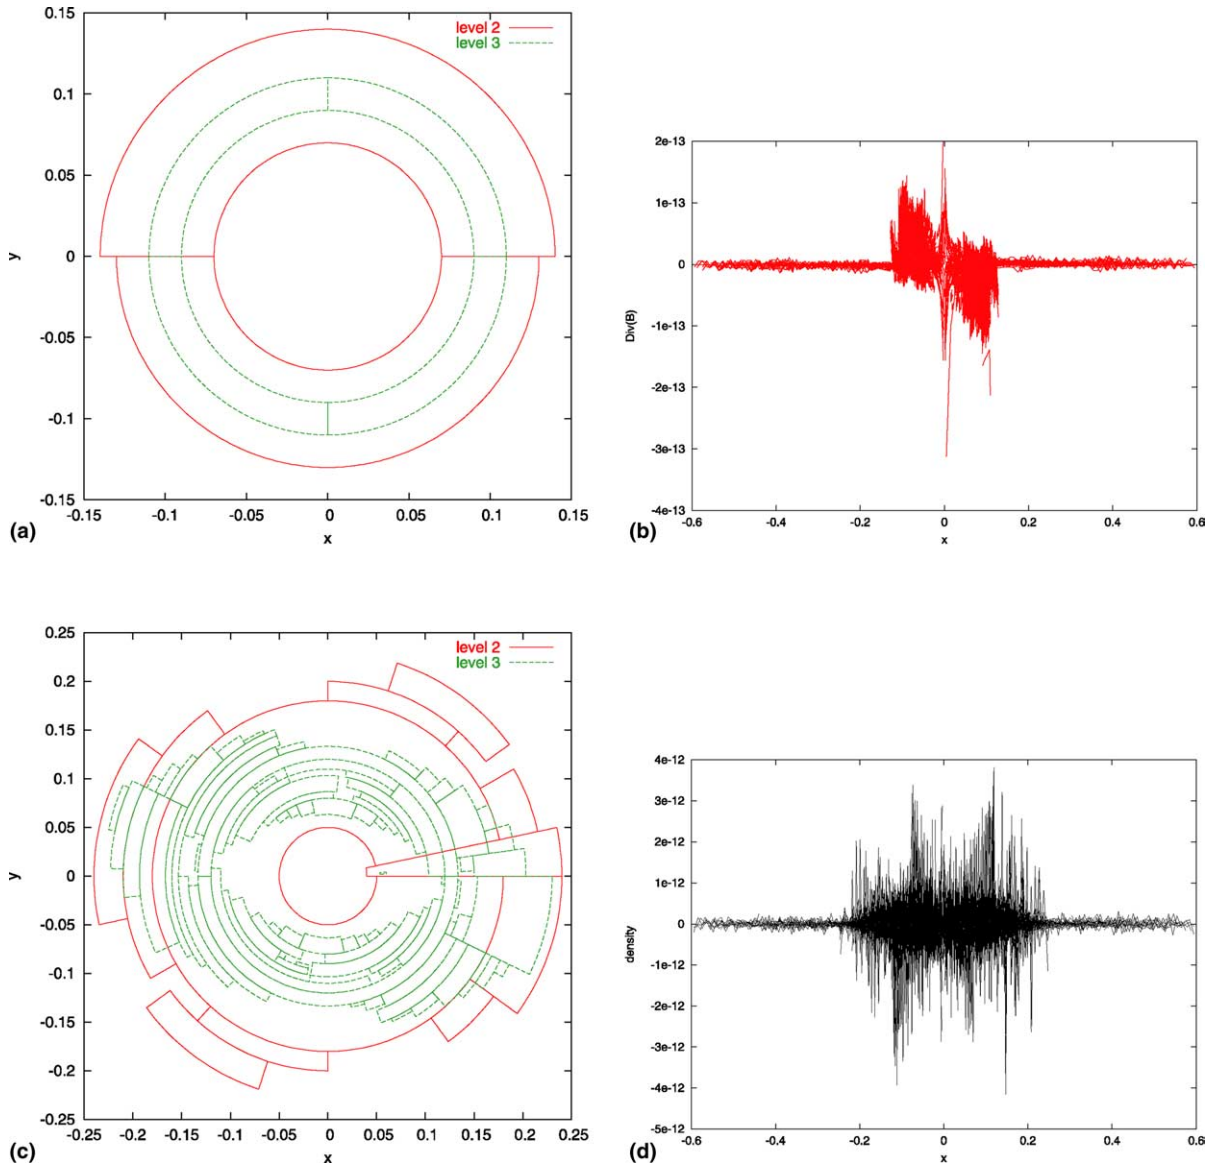 0.15
level 2
level 3
0.1
0.05
y
0
-0.05
-0.1
-0.15
-0.15 -0.1 -0.05 0 0.05 0.1 0.15
(a)
x
2e-13
1e-13
0
Div(B)
-1e-13
-2e-13
-3e-13
-4e-13
-0.6 -0.4 -0.2 0 0.2 0.4 0.6
(b)
x
0.25
level 2
level 3
0.2
0.15
0.1
0.05
y
0
-0.05
-0.1
-0.15
-0.2
-0.25
-0.25 -0.2 -0.15 -0.1 -0.05 0 0.05 0.1 0.15 0.2 0.25
(c)
x
4e-12
3e-12
2e-12
1e-12
0
density
-1e-12
-2e-12
-3e-12
-4e-12
-5e-12
-0.6 -0.4 -0.2 0 0.2 0.4 0.6
(d)
x